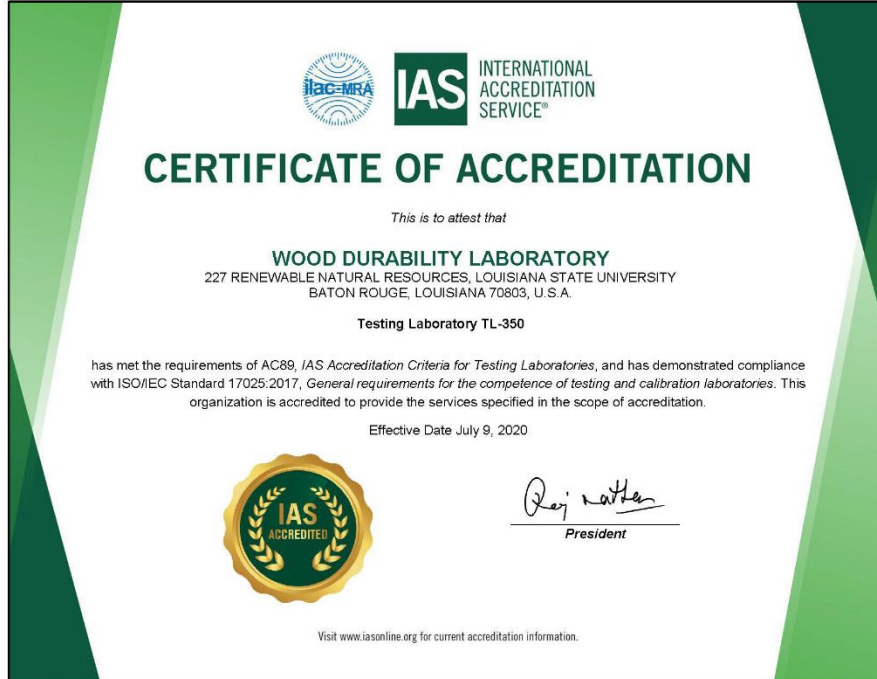 ilac-MRA
IAS
INTERNATIONAL
ACCREDITATION
SERVICE®
CERTIFICATE OF ACCREDITATION
This is to attest that
WOOD DURABILITY LABORATORY
227 RENEWABLE NATURAL RESOURCES, LOUISIANA STATE UNIVERSITY
BATON ROUGE, LOUISIANA 70803, U.S.A.
Testing Laboratory TL-350
has met the requirements of AC89, IAS Accreditation Criteria for Testing Laboratories, and has demonstrated compliance
with ISO/IEC Standard 17025:2017, General requirements for the competence of testing and calibration laboratories. This
organization is accredited to provide the services specified in the scope of accreditation.
Effective Date July 9, 2020
IAS
ACCREDITED
President
Visit www.iasonline.org for current accreditation information.